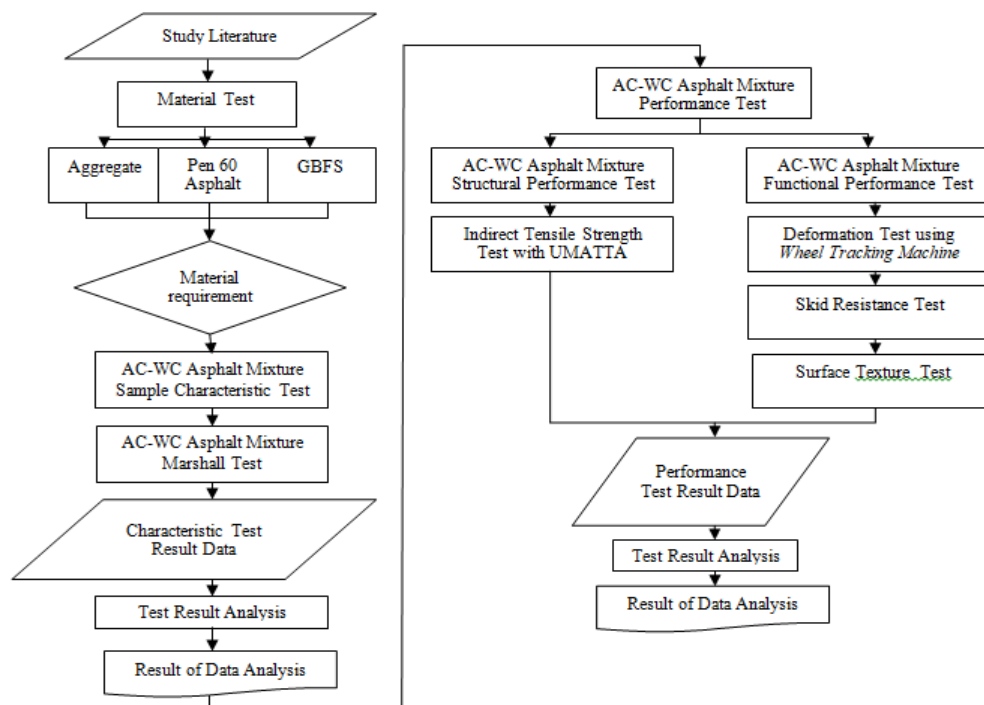 Study Literature
Material Test
Aggregate
Pen 60
Asphalt
GBFS
Material
requirement
AC-WC Asphalt Mixture
Sample Characteristic Test
AC-WC Asphalt Mixture
Marshall Test
Characteristic Test
Result Data
Test Result Analysis
Result of Data Analysis
AC-WC Asphalt Mixture
Performance Test
AC-WC Asphalt Mixture
Structural Performance Test
Indirect Tensile Strength
Test with UMATTA
AC-WC Asphalt Mixture
Functional Performance Test
Deformation Test using
Wheel Tracking Machine
Skid Resistance Test
Surface Texture Test
Performance
Test Result Data
Test Result Analysis
Result of Data Analysis